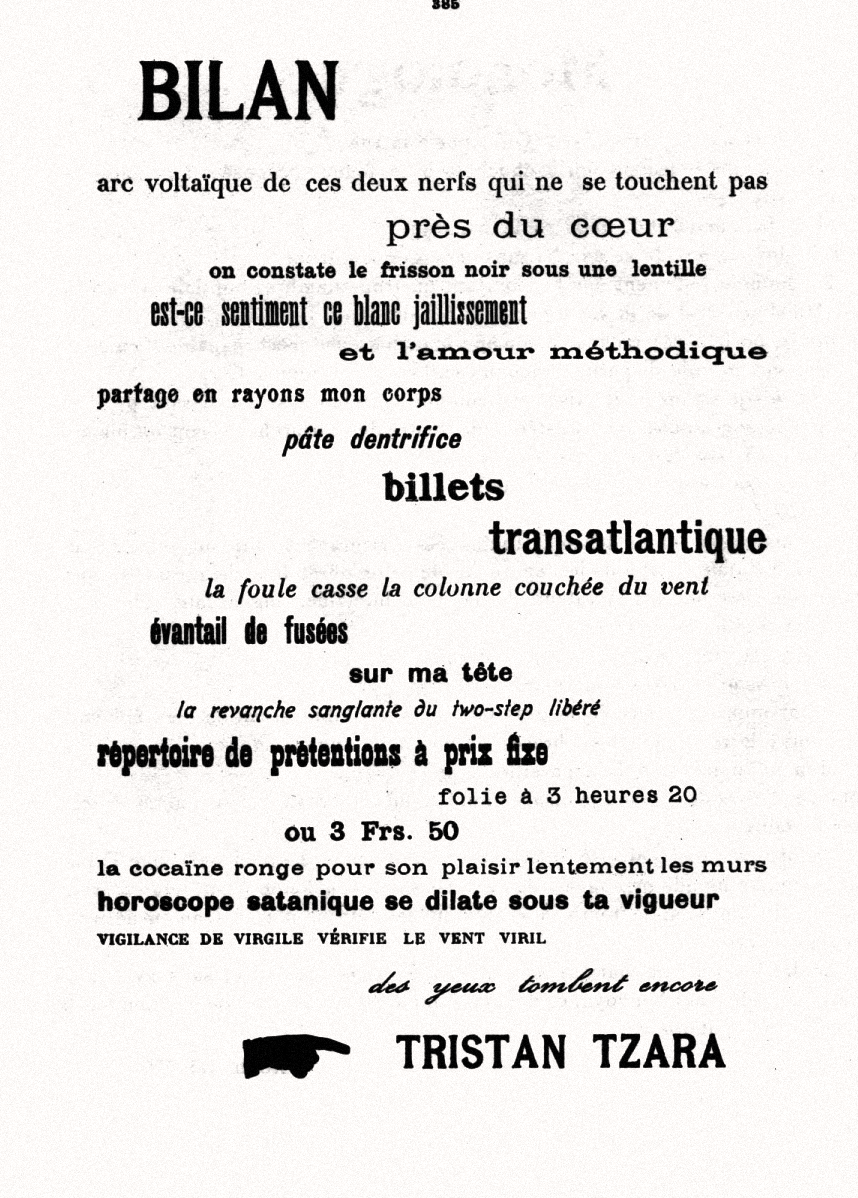 385
BILAN
arc voltaïque de ces deux nerfs qui ne se touchent pas
près du cœur
on constate le frisson noir sous une lentille
est-ce sentiment ce blanc jaillissement
et l'amour méthodique
partage en rayons mon corps
pâte dentrifice
billets
transatlantique
la foule casse la colonne couchée du vent
évantail de fusées
sur ma tête
la revanche sanglante du two-step libéré
répertoire de prétentions à prix fixe
folie à 3 heures 20
ou 3 Frs. 50
la cocaïne ronge pour son plaisir lentement les murs
horoscope satanique se dilate sous ta vigueur
VIGILANCE DE VIRGILE VÉRIFIE LE VENT VIRIL
des yeux tombent encore
TRISTAN TZARA